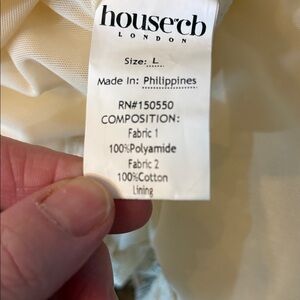 house of cb
LONDON
Size: L
Made In: Philippines
RN#150550
COMPOSITION:
Fabric 1
100%Polyamide
Fabric 2
100%Cotton
Lining